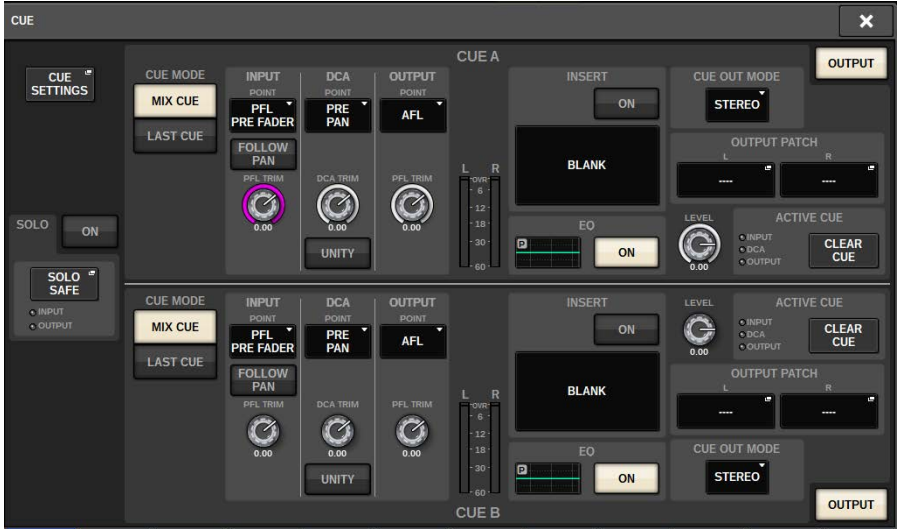 CUE
CUE SETTINGS
SOLO
ON
SOLO SAFE
INPUT
OUTPUT
CUE A
CUE MODE
MIX CUE
LAST CUE
INPUT
POINT
PFL
PRE FADER
FOLLOW
PAN
PFL TRIM
0.00
DCA
POINT
PRE
PAN
DCA TRIM
0.00
UNITY
OUTPUT
POINT
AFL
PFL TRIM
0.00
L R
OVR
6
12
18
30
60
INSERT
ON
BLANK
EQ
P
ON
CUE OUT MODE
STEREO
OUTPUT
OUTPUT PATCH
L R
---- ----
LEVEL
0.00
ACTIVE CUE
INPUT
DCA
OUTPUT
CLEAR
CUE
CUE MODE
MIX CUE
LAST CUE
INPUT
POINT
PFL
PRE FADER
FOLLOW
PAN
PFL TRIM
0.00
DCA
POINT
PRE
PAN
DCA TRIM
0.00
UNITY
OUTPUT
POINT
AFL
PFL TRIM
0.00
L R
OVR
6
12
18
30
60
INSERT
ON
BLANK
EQ
P
ON
LEVEL
0.00
ACTIVE CUE
INPUT
DCA
OUTPUT
CLEAR
CUE
OUTPUT PATCH
L R
---- ----
CUE OUT MODE
STEREO
OUTPUT
CUE B